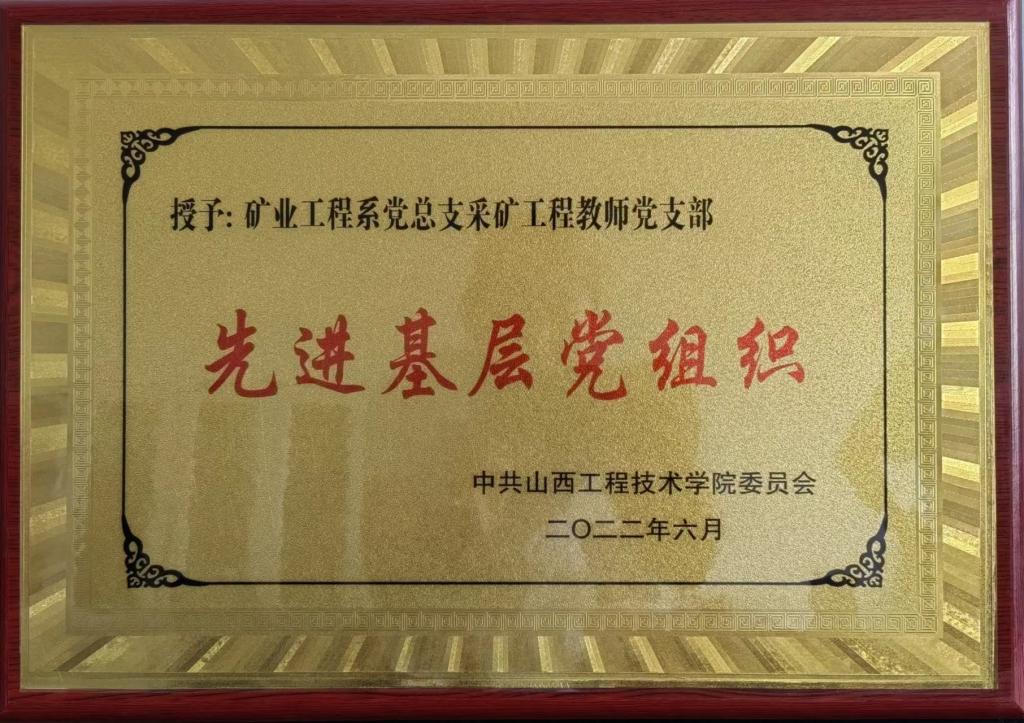 授予: 矿业工程系党总支采矿工程教师党支部
先进基层党组织
中共山西工程技术学院委员会
二〇二二年六月